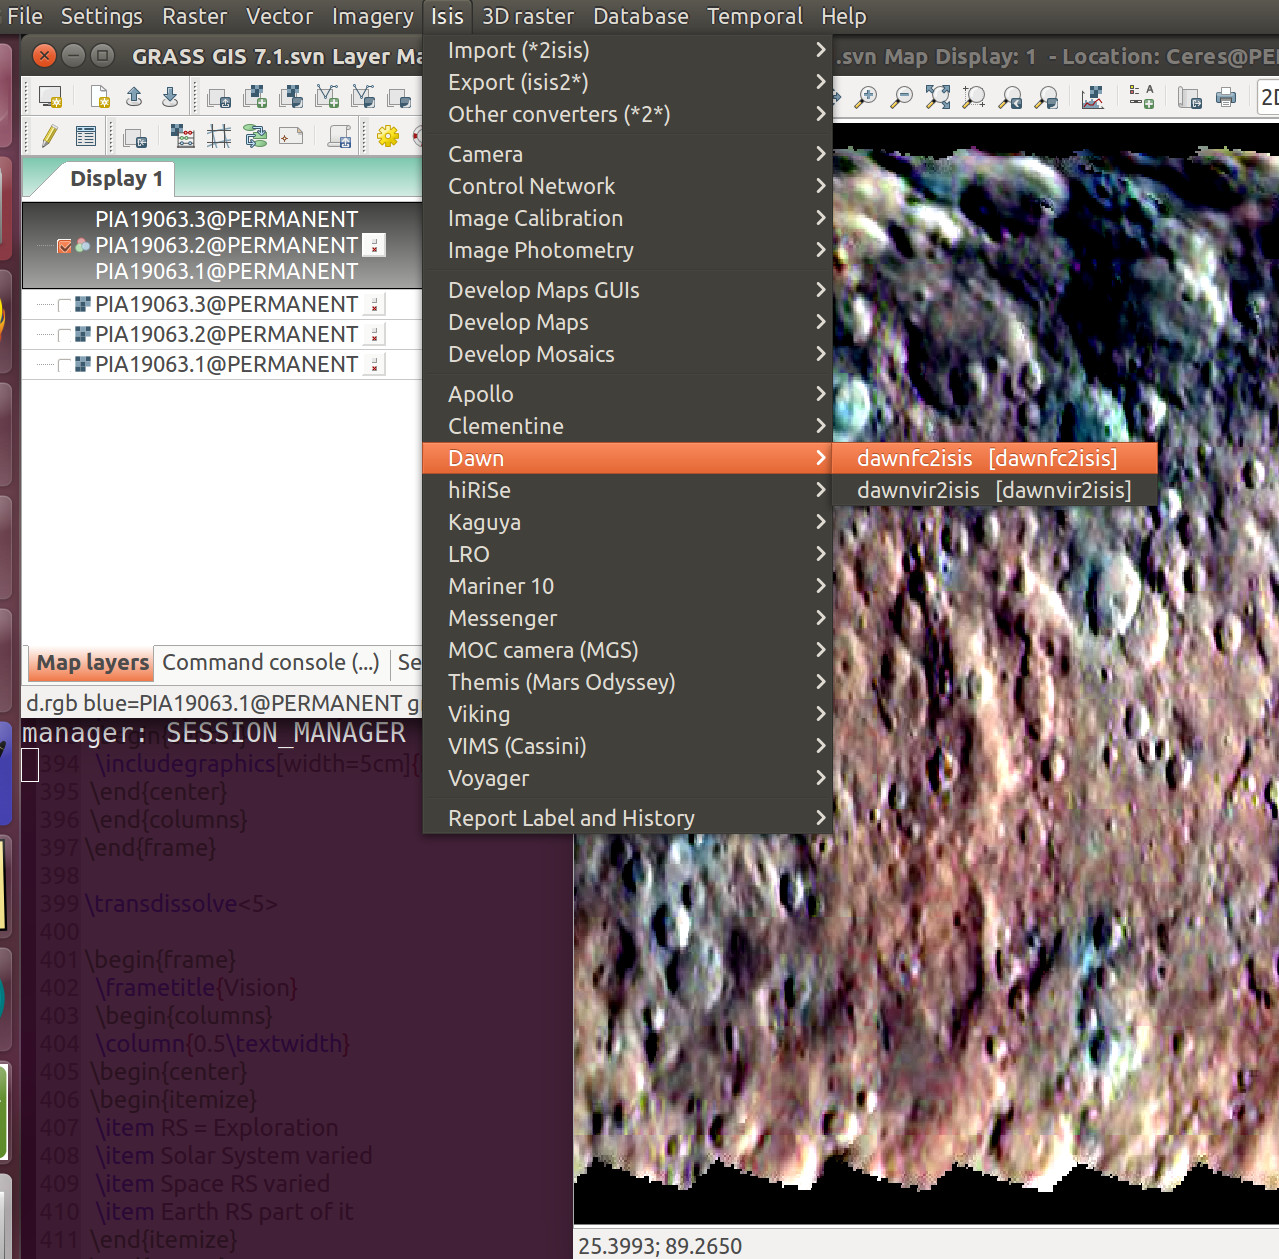 File Settings Raster Vector Imagery Isis 3D raster Database Temporal Help
GRASS GIS 7.1.svn Layer Ma
.svn Map Display: 1 - Location: Ceres@PE
2D
Display 1
PIA19063.3@PERMANENT
PIA19063.2@PERMANENT
PIA19063.1@PERMANENT
PIA19063.3@PERMANENT
PIA19063.2@PERMANENT
PIA19063.1@PERMANENT
Import (*2isis)
Export (isis2*)
Other converters (*2*)
Camera
Control Network
Image Calibration
Image Photometry
Develop Maps GUIs
Develop Maps
Develop Mosaics
Apollo
Clementine
Dawn
dawnfc2isis [dawnfc2isis]
dawnvir2isis [dawnvir2isis]
hiRiSe
Kaguya
LRO
Mariner 10
Messenger
MOC camera (MGS)
Themis (Mars Odyssey)
Viking
VIMS (Cassini)
Voyager
Report Label and History
Map layers Command console (...) Se
d.rgb blue=PIA19063.1@PERMANENT g
manager: SESSION_MANAGER
394 \includegraphics[width=5cm]{
395 \end{center}
396 \end{columns}
397 \end{frame}
398
399 \transdissolve<5>
400
401 \begin{frame}
402 \frametitle{Vision}
403 \begin{columns}
404 \column{0.5\textwidth}
405 \begin{center}
406 \begin{itemize}
407 \item RS = Exploration
408 \item Solar System varied
409 \item Space RS varied
410 \item Earth RS part of it
411 \end{itemize}
25.3993; 89.2650